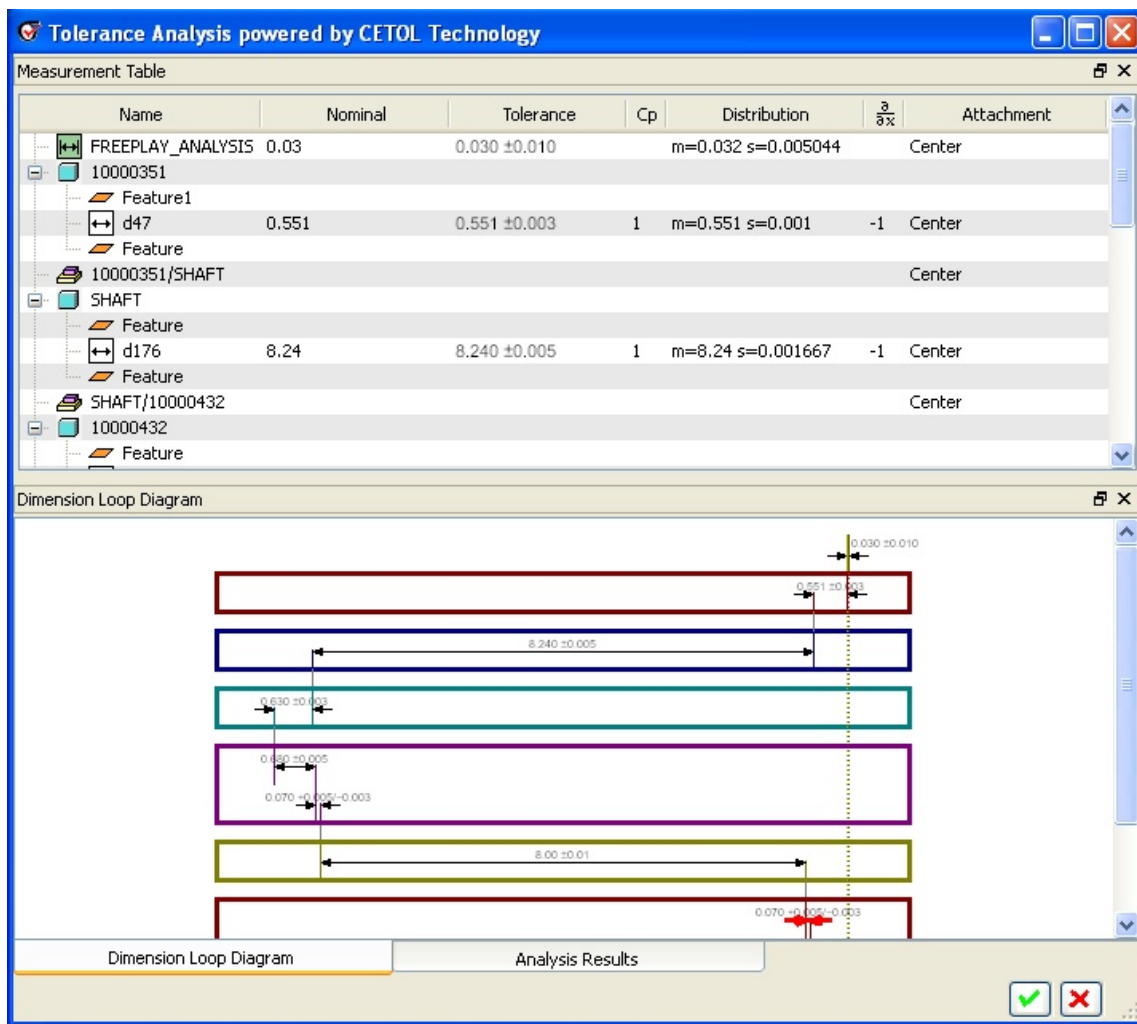 Tolerance Analysis powered by CETOL Technology
Measurement Table
Name Nominal Tolerance Cp Distribution ∂/∂x Attachment
FREEPLAY_ANALYSIS 0.03 0.030 ±0.010 m=0.032 s=0.005044 Center
10000351
Feature1
d47 0.551 0.551 ±0.003 1 m=0.551 s=0.001 -1 Center
Feature
10000351/SHAFT Center
SHAFT
Feature
d176 8.24 8.240 ±0.005 1 m=8.24 s=0.001667 -1 Center
Feature
SHAFT/10000432 Center
10000432
Feature
Dimension Loop Diagram
0.030 ±0.010
0.551 ±0.003
8.240 ±0.005
0.630 ±0.003
0.680 ±0.005
0.070 +0.005/-0.003
8.00 ±0.01
0.070 +0.005/-0.003
Dimension Loop Diagram Analysis Results